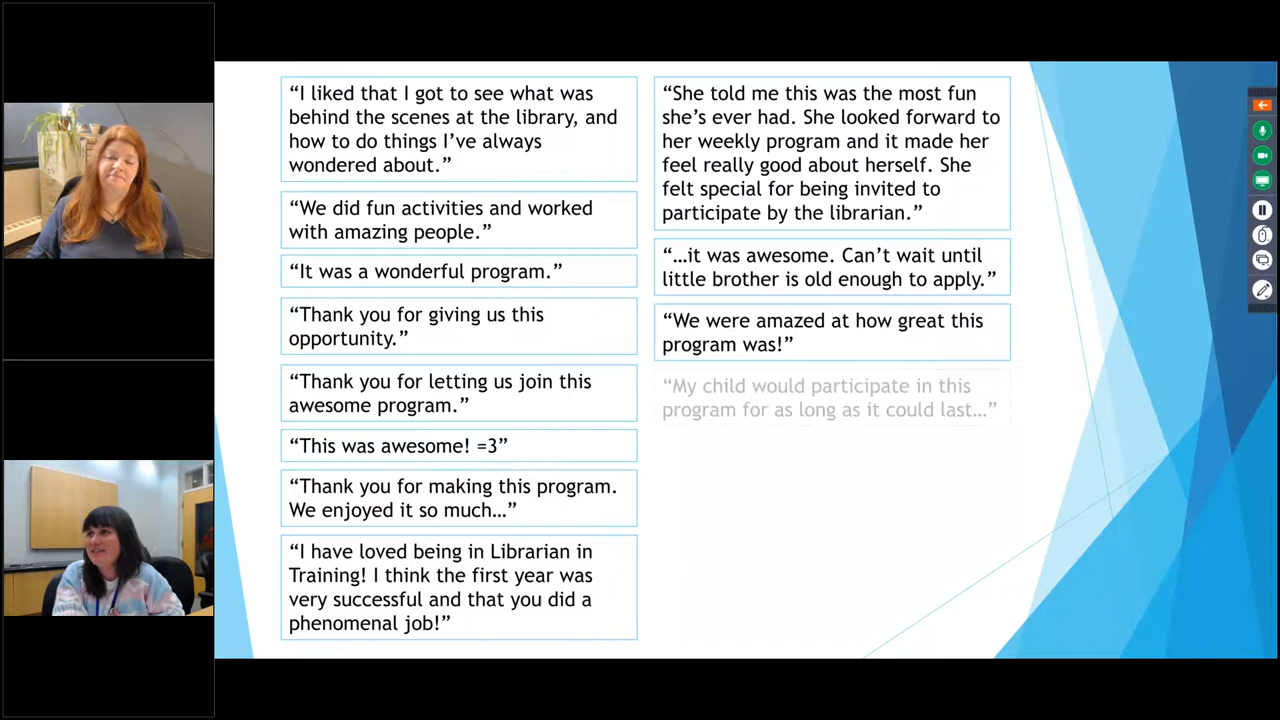 “I liked that I got to see what was
behind the scenes at the library, and
how to do things I’ve always
wondered about.”
“We did fun activities and worked
with amazing people.”
“It was a wonderful program.”
“Thank you for giving us this
opportunity.”
“Thank you for letting us join this
awesome program.”
“This was awesome! =3”
“Thank you for making this program.
We enjoyed it so much…”
“I have loved being in Librarian in
Training! I think the first year was
very successful and that you did a
phenomenal job!”
“She told me this was the most fun
she’s ever had. She looked forward to
her weekly program and it made her
feel really good about herself. She
felt special for being invited to
participate by the librarian.”
“…it was awesome. Can’t wait until
little brother is old enough to apply.”
“We were amazed at how great this
program was!”
“My child would participate in this
program for as long as it could last…”